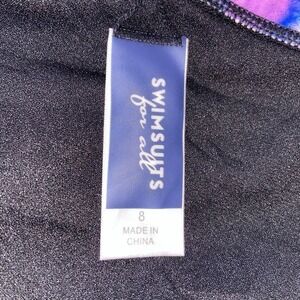 SWIMSUITS
for all
8
MADE IN
CHINA